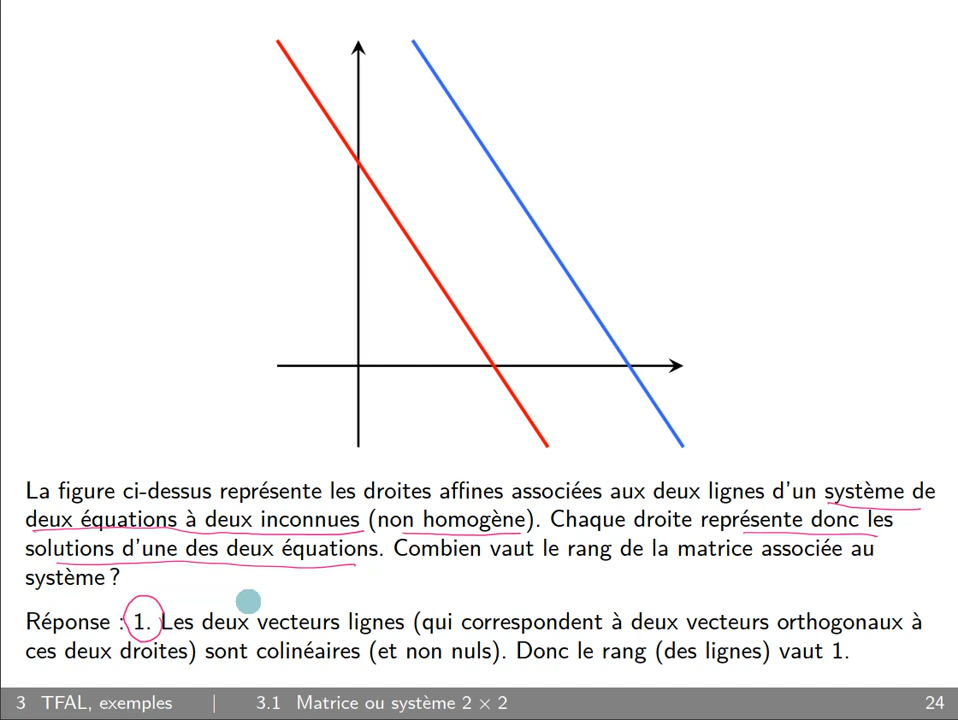 La figure ci-dessus représente les droites affines associées aux deux lignes d'un système de
deux équations à deux inconnues (non homogène). Chaque droite représente donc les
solutions d'une des deux équations. Combien vaut le rang de la matrice associée au
système ?
Réponse : 1. Les deux vecteurs lignes (qui correspondent à deux vecteurs orthogonaux à
ces deux droites) sont colinéaires (et non nuls). Donc le rang (des lignes) vaut 1.
3 TFAL, exemples | 3.1 Matrice ou système 2 × 2 24